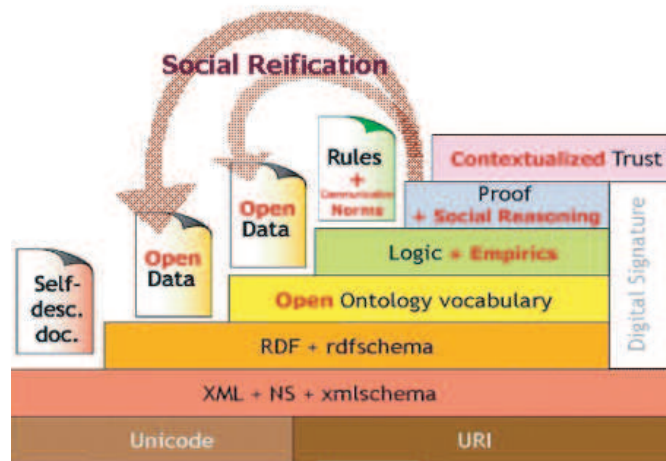 Social Reification
Rules
+
Communication
Norms
Contextualized Trust
Open
Data
Proof
+ Social Reasoning
Open
Data
Logic + Empirics
Self-
desc.
doc.
Open Ontology vocabulary
Digital Signature
RDF + rdfschema
XML + NS + xmlschema
Unicode
URI